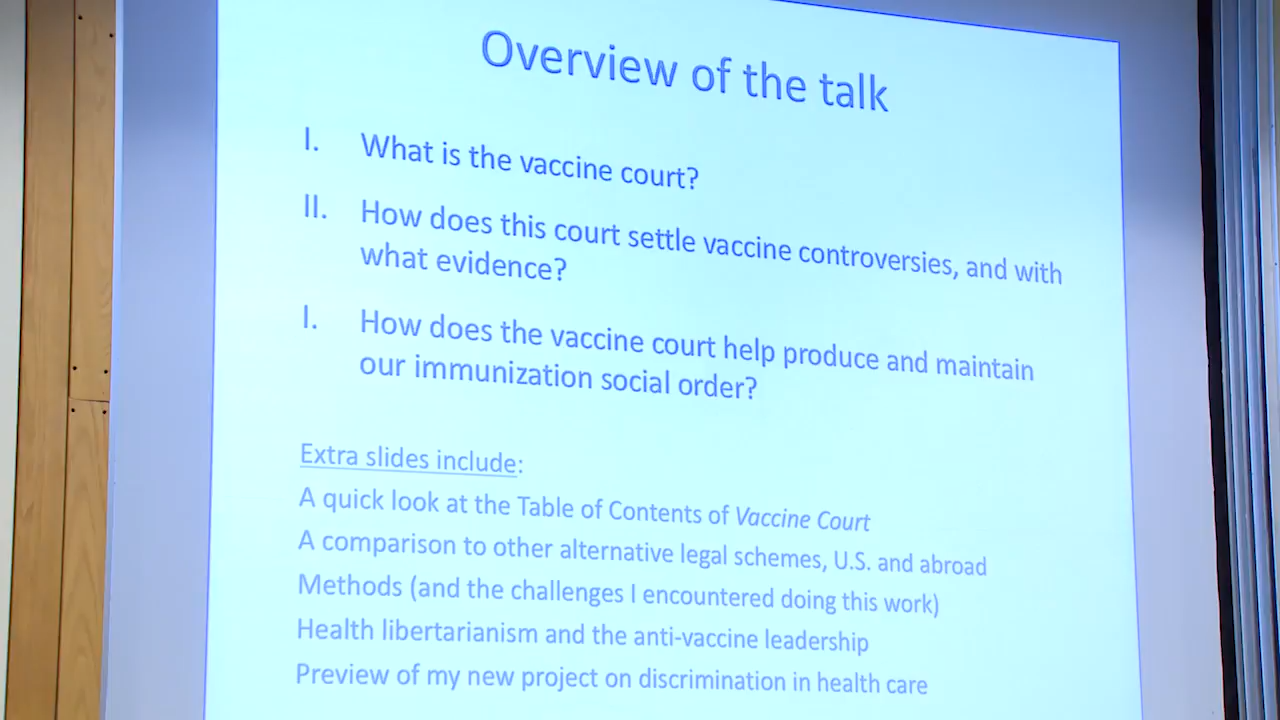 Overview of the talk
I. What is the vaccine court?
II. How does this court settle vaccine controversies, and with
what evidence?
I. How does the vaccine court help produce and maintain
our immunization social order?
Extra slides include:
A quick look at the Table of Contents of Vaccine Court
A comparison to other alternative legal schemes, U.S. and abroad
Methods (and the challenges I encountered doing this work)
Health libertarianism and the anti-vaccine leadership
Preview of my new project on discrimination in health care